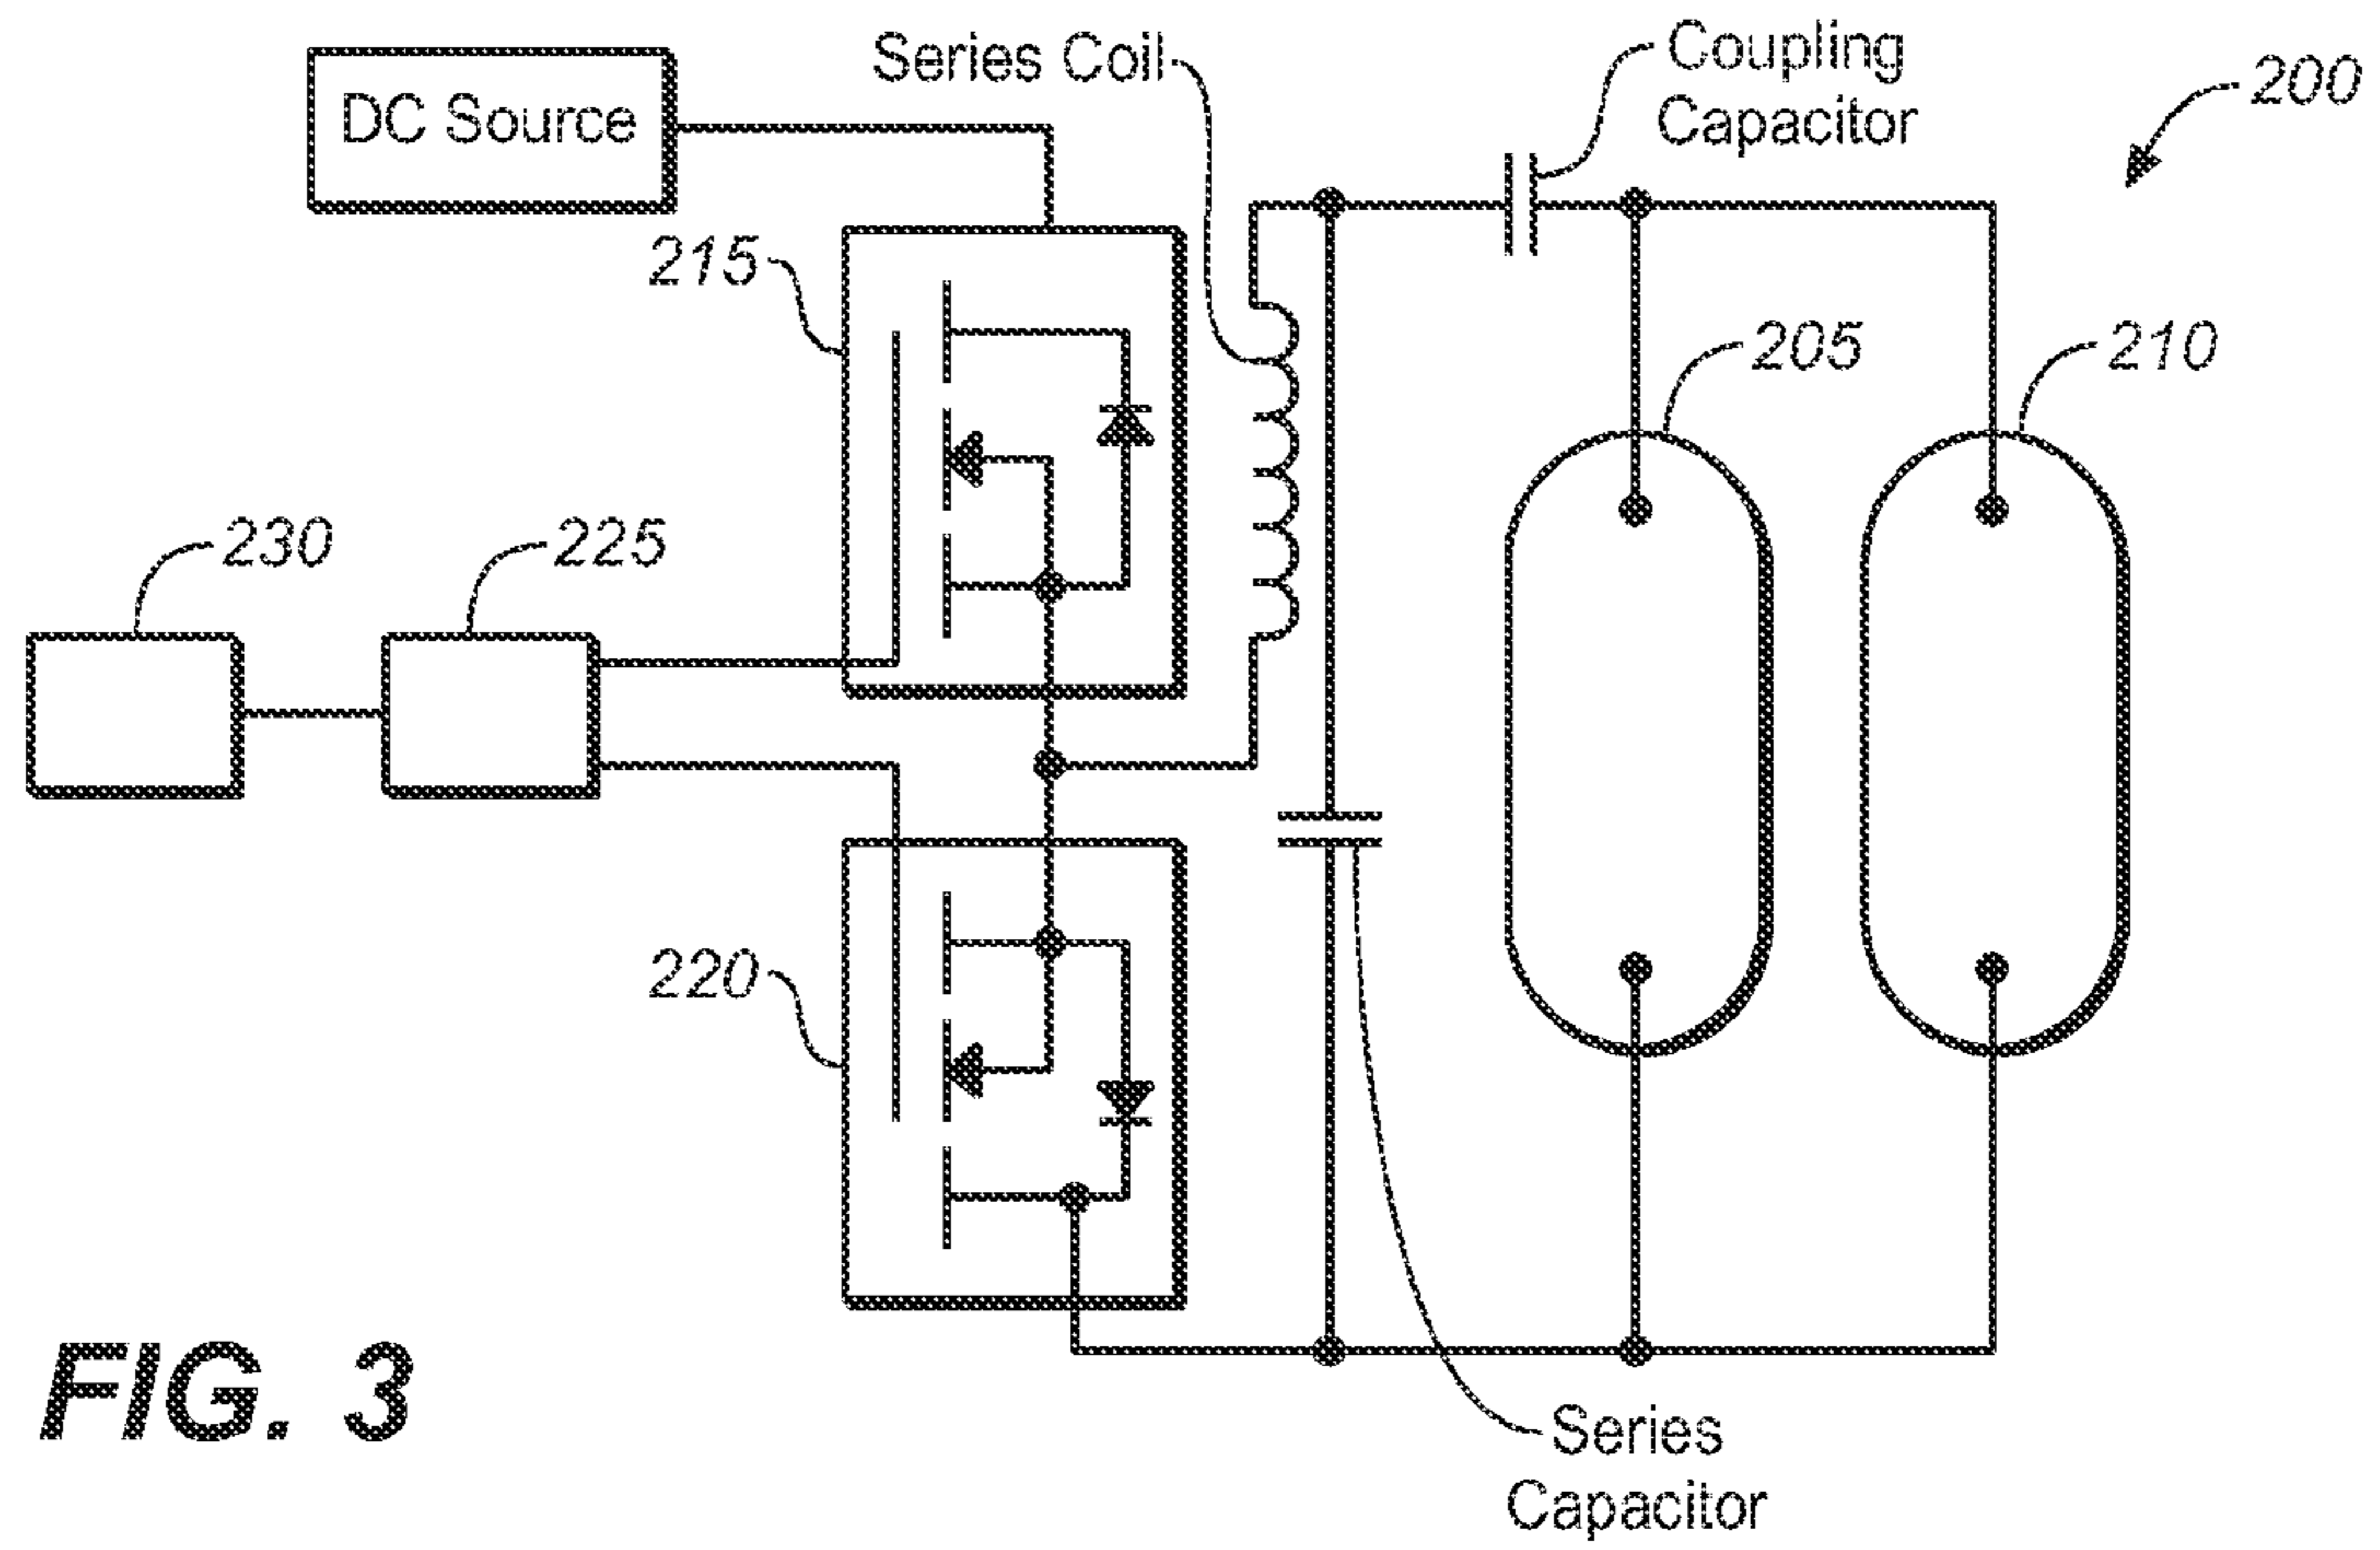 DC Source
Series Coil
Coupling
Capacitor
200
215
205
210
230
225
220
FIG. 3
Series
Capacitor